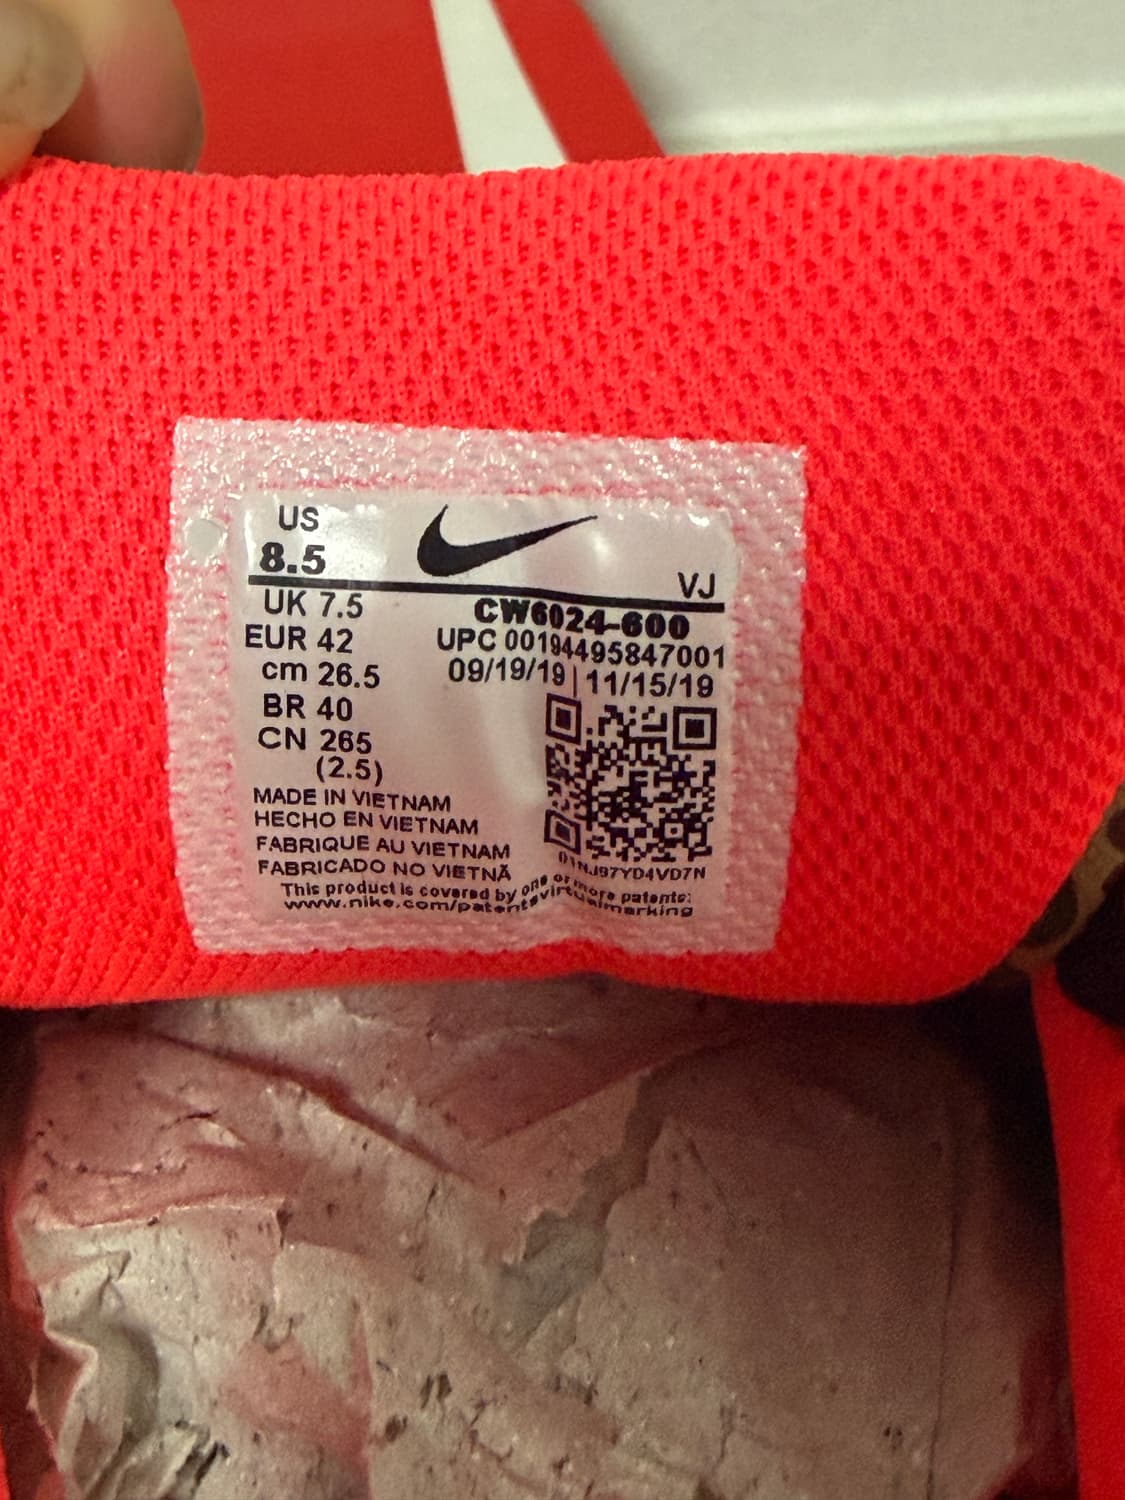 US
8.5
VJ
UK 7.5
CW6024-600
EUR 42
UPC 00194495847001
cm 26.5
09/19/19 | 11/15/19
BR 40
CN 265
(2.5)
MADE IN VIETNAM
HECHO EN VIETNAM
FABRIQUE AU VIETNAM
FABRICADO NO VIETNÃ
01NJ97YD4VD7N
This product is covered by one or more patents:
www.nike.com/patentsvirtualmarking